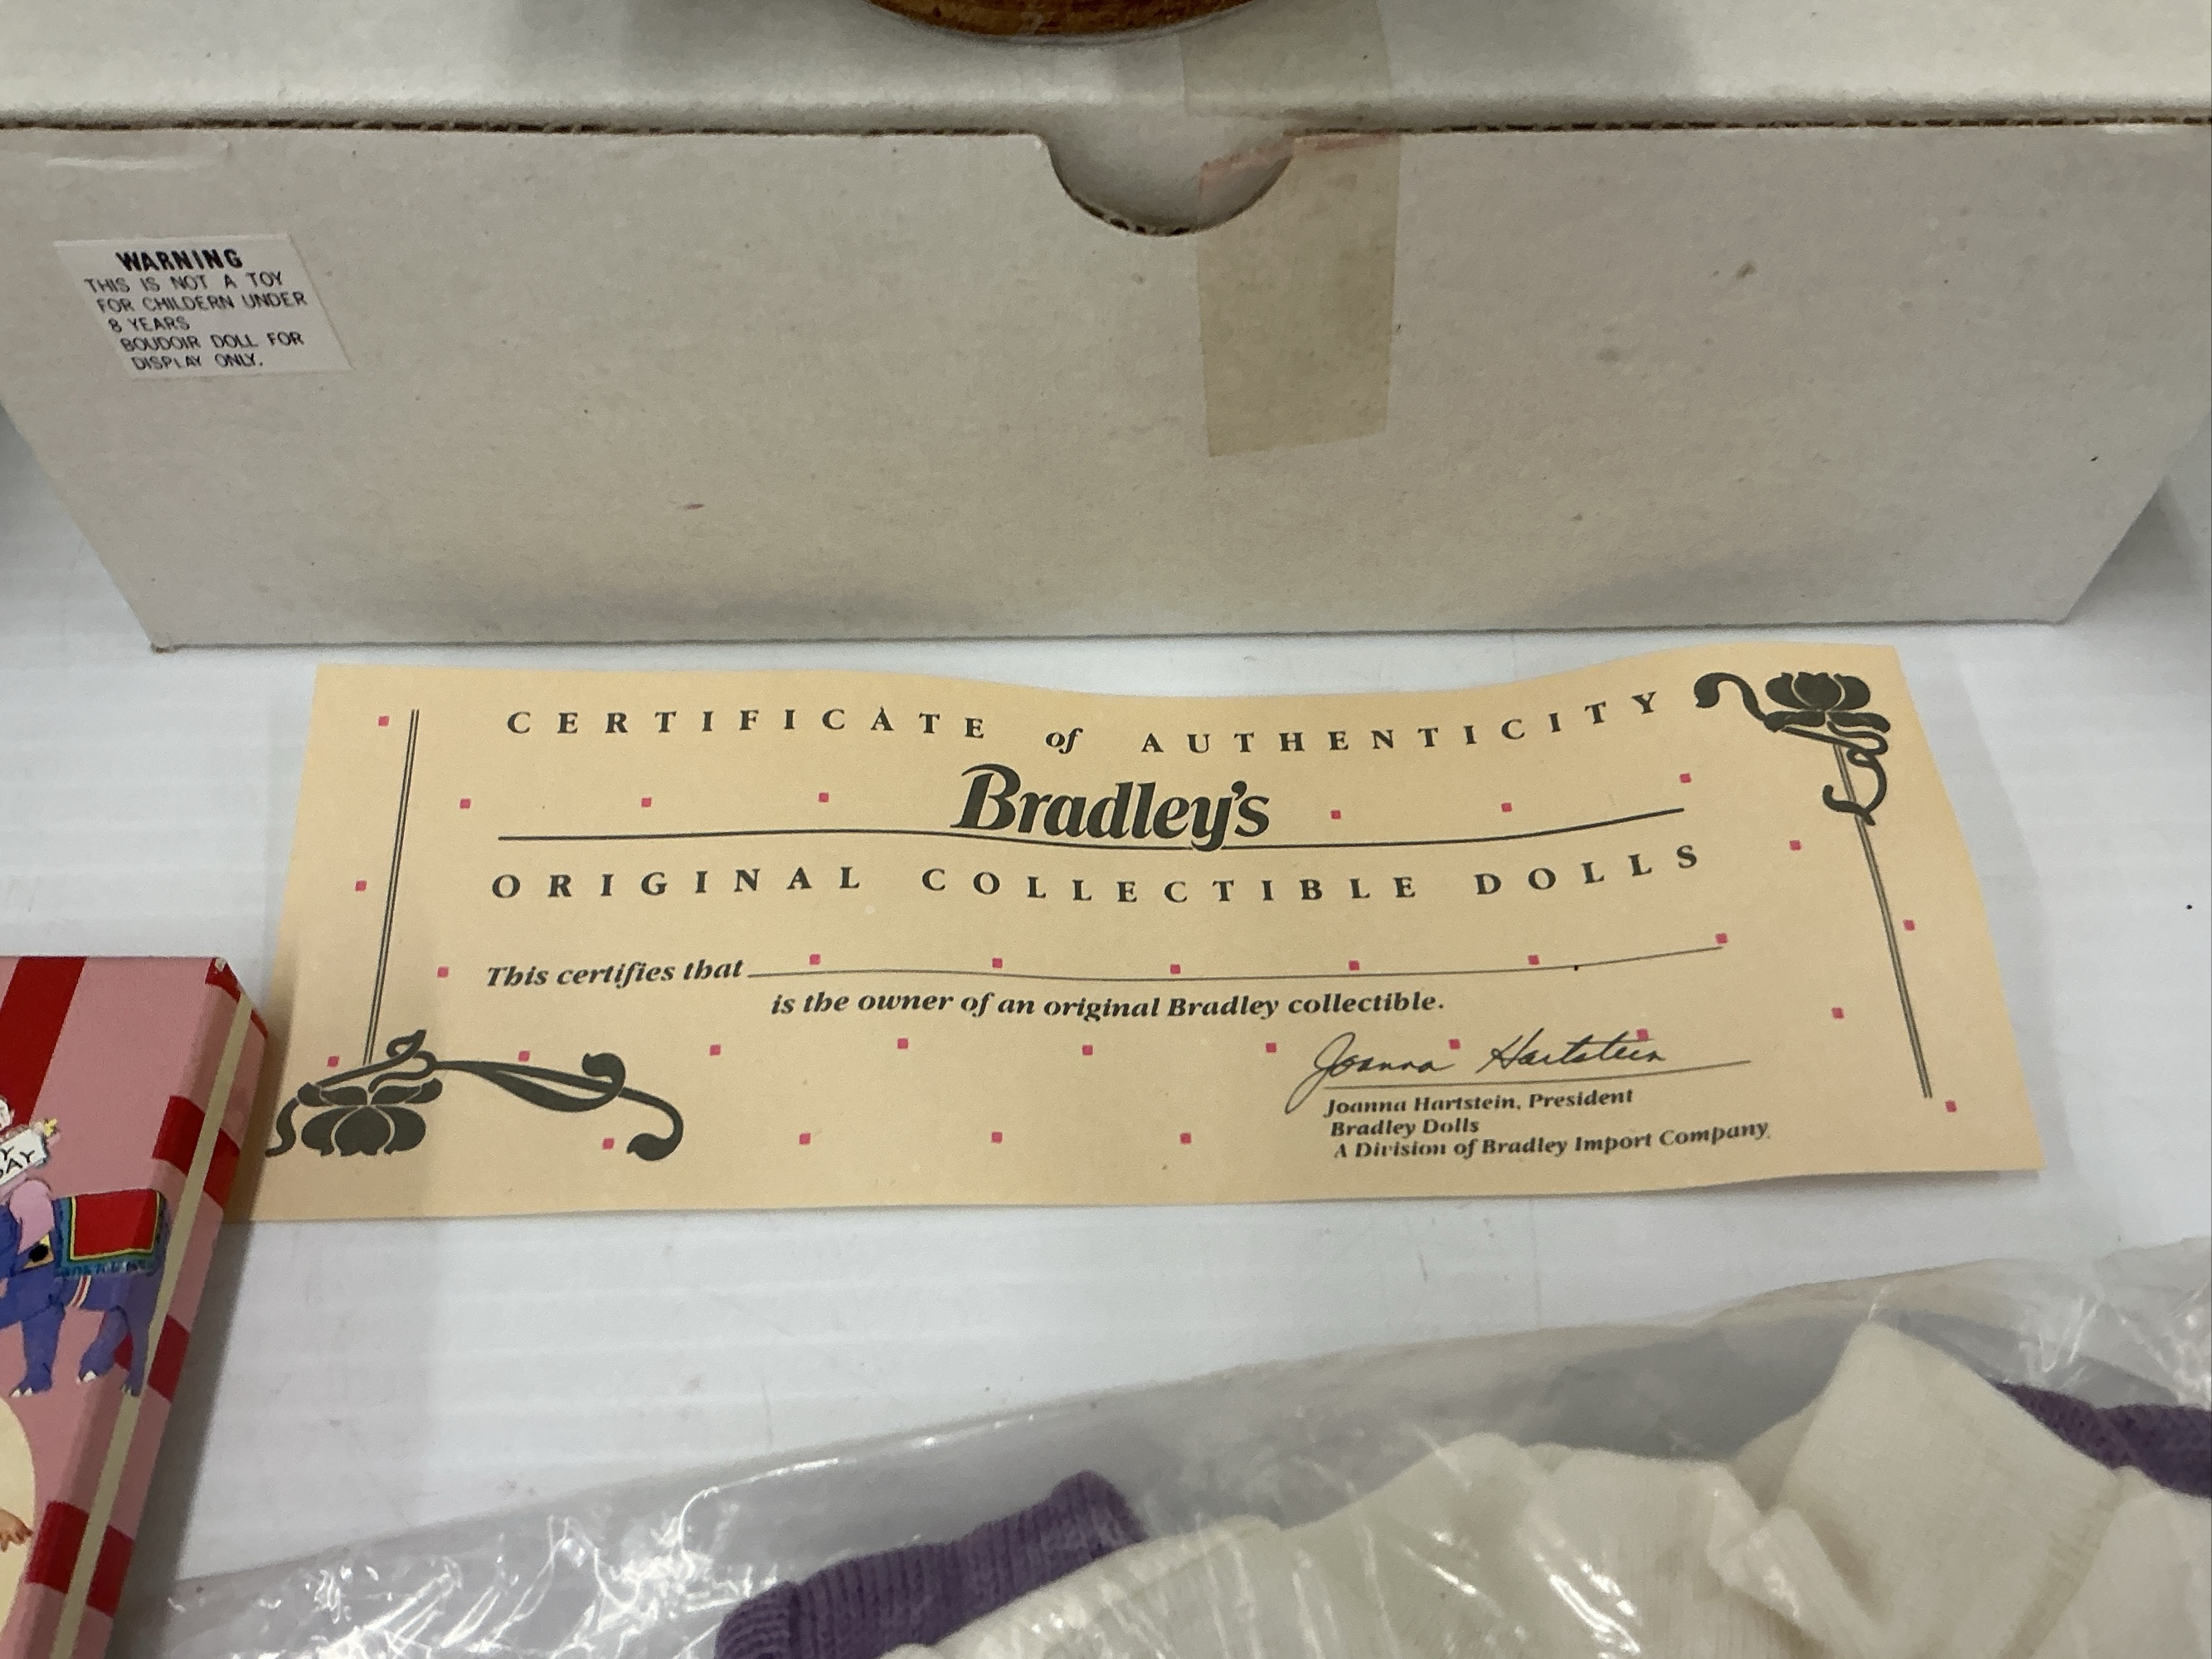 WARNING
THIS IS NOT A TOY
FOR CHILDERN UNDER
8 YEARS
BOUDOIR DOLL FOR
DISPLAY ONLY.
CERTIFICATE of AUTHENTICITY
Bradley's
ORIGINAL COLLECTIBLE DOLLS
This certifies that
is the owner of an original Bradley collectible.
Joanna Hartstein
Joanna Hartstein, President
Bradley Dolls
A Division of Bradley Import Company